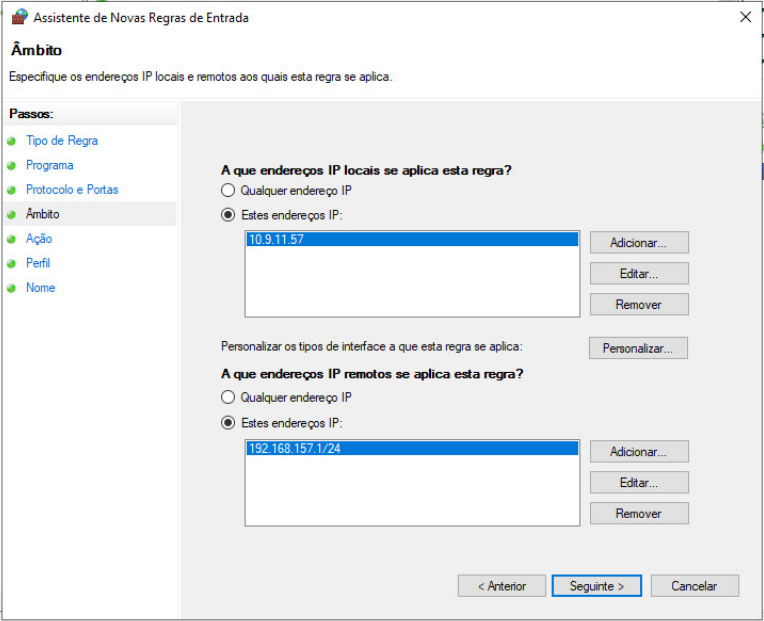 Assistente de Novas Regras de Entrada
Âmbito
Especifique os endereços IP locais e remotos aos quais esta regra se aplica.
Passos:
Tipo de Regra
Programa
Protocolo e Portas
Âmbito
Ação
Perfil
Nome
A que endereços IP locais se aplica esta regra?
Qualquer endereço IP
Estes endereços IP:
10.9.11.57
Adicionar...
Editar...
Remover
Personalizar os tipos de interface a que esta regra se aplica:
Personalizar...
A que endereços IP remotos se aplica esta regra?
Qualquer endereço IP
Estes endereços IP:
192.168.157.1/24
Adicionar...
Editar...
Remover
< Anterior
Seguinte >
Cancelar